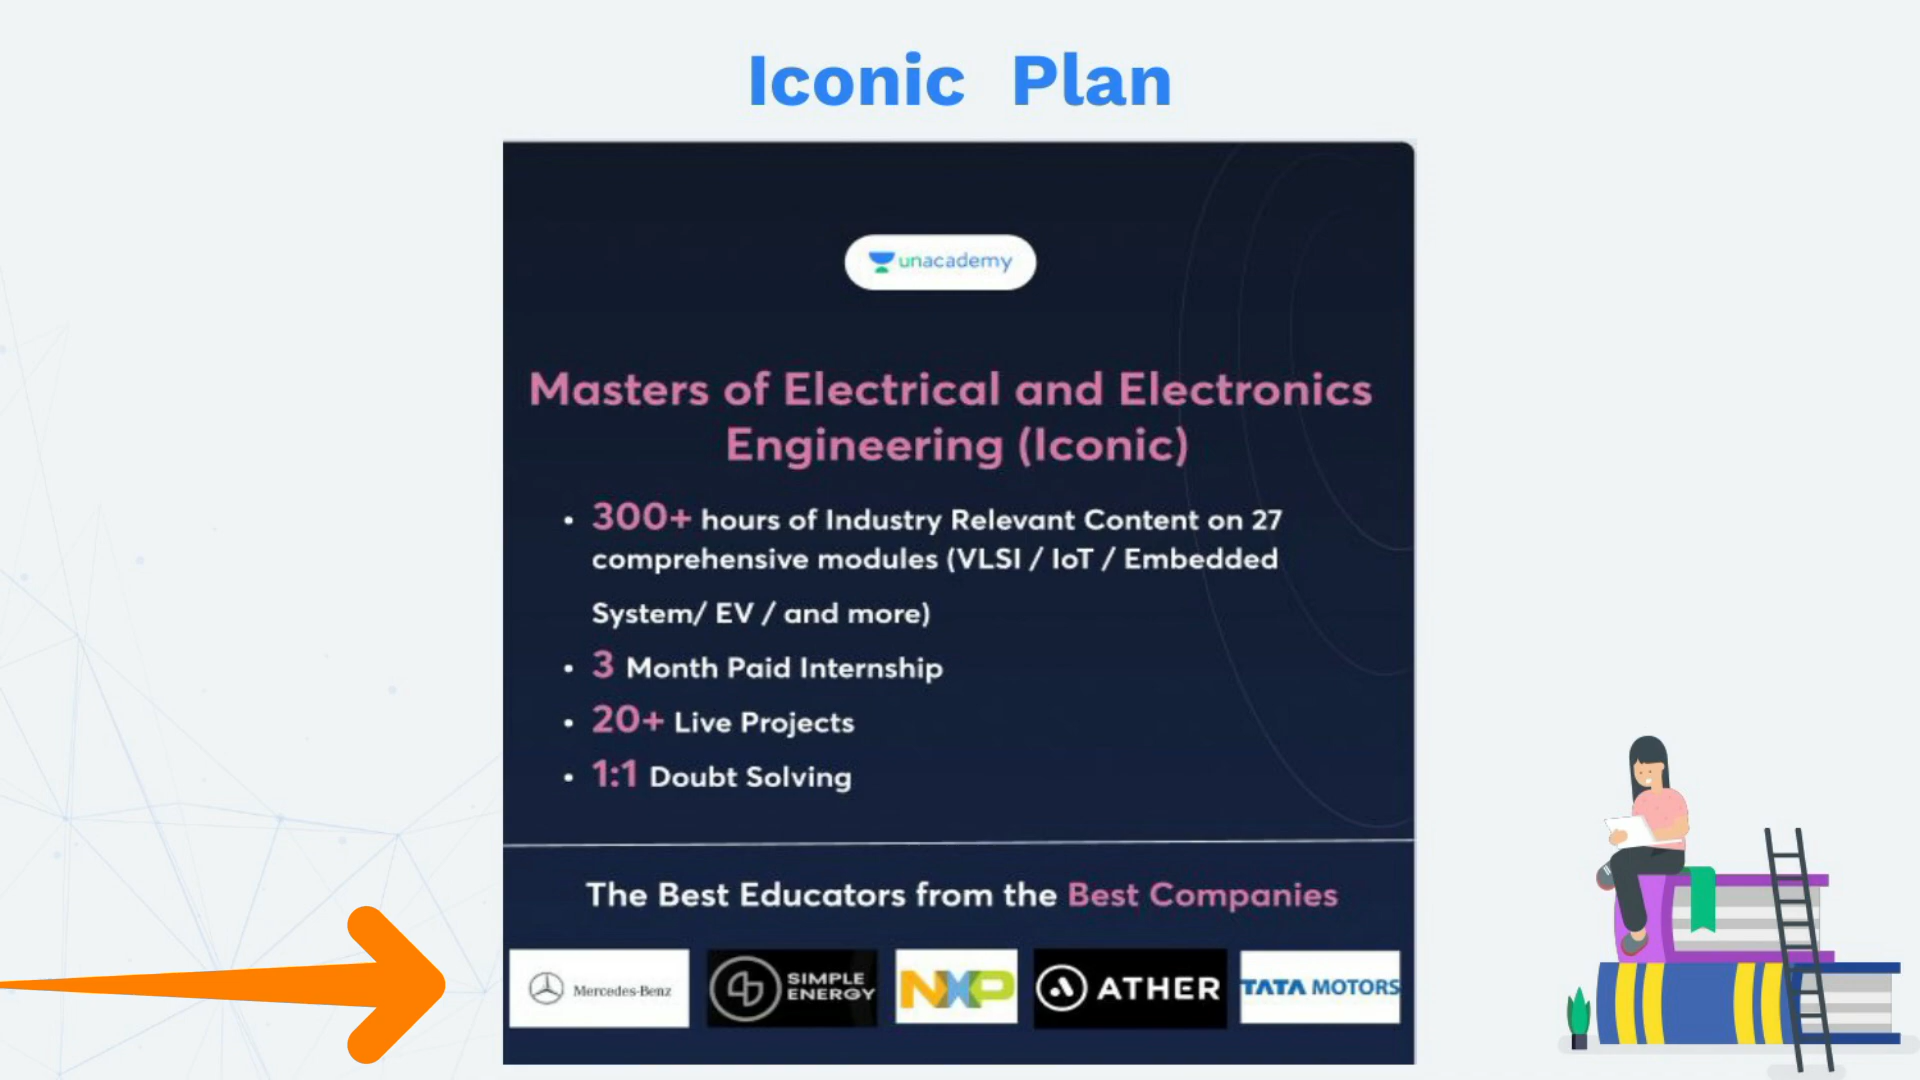 Iconic Plan
unacademy
Masters of Electrical and Electronics
Engineering (Iconic)
• 300+ hours of Industry Relevant Content on 27
comprehensive modules (VLSI / IoT / Embedded
System/ EV / and more)
• 3 Month Paid Internship
• 20+ Live Projects
• 1:1 Doubt Solving
The Best Educators from the Best Companies
Mercedes-Benz
SIMPLE
ENERGY
NXP
ATHER
TATA MOTORS